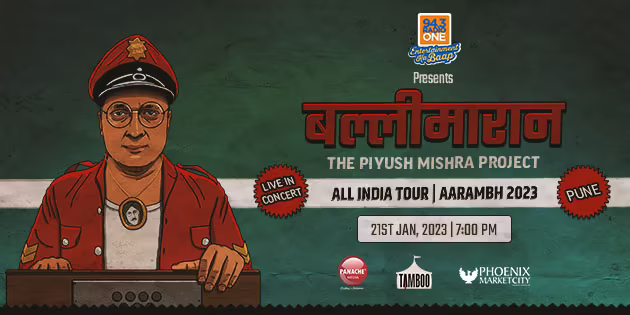 94.3
RADIO
ONE
Entertainment
Ka Baap
Presents
बल्लीमारान
THE PIYUSH MISHRA PROJECT
LIVE IN
CONCERT
ALL INDIA TOUR | AARAMBH 2023
PUNE
21ST JAN, 2023 | 7:00 PM
PANACHE
TAMBOO
PHOENIX
MARKETCITY